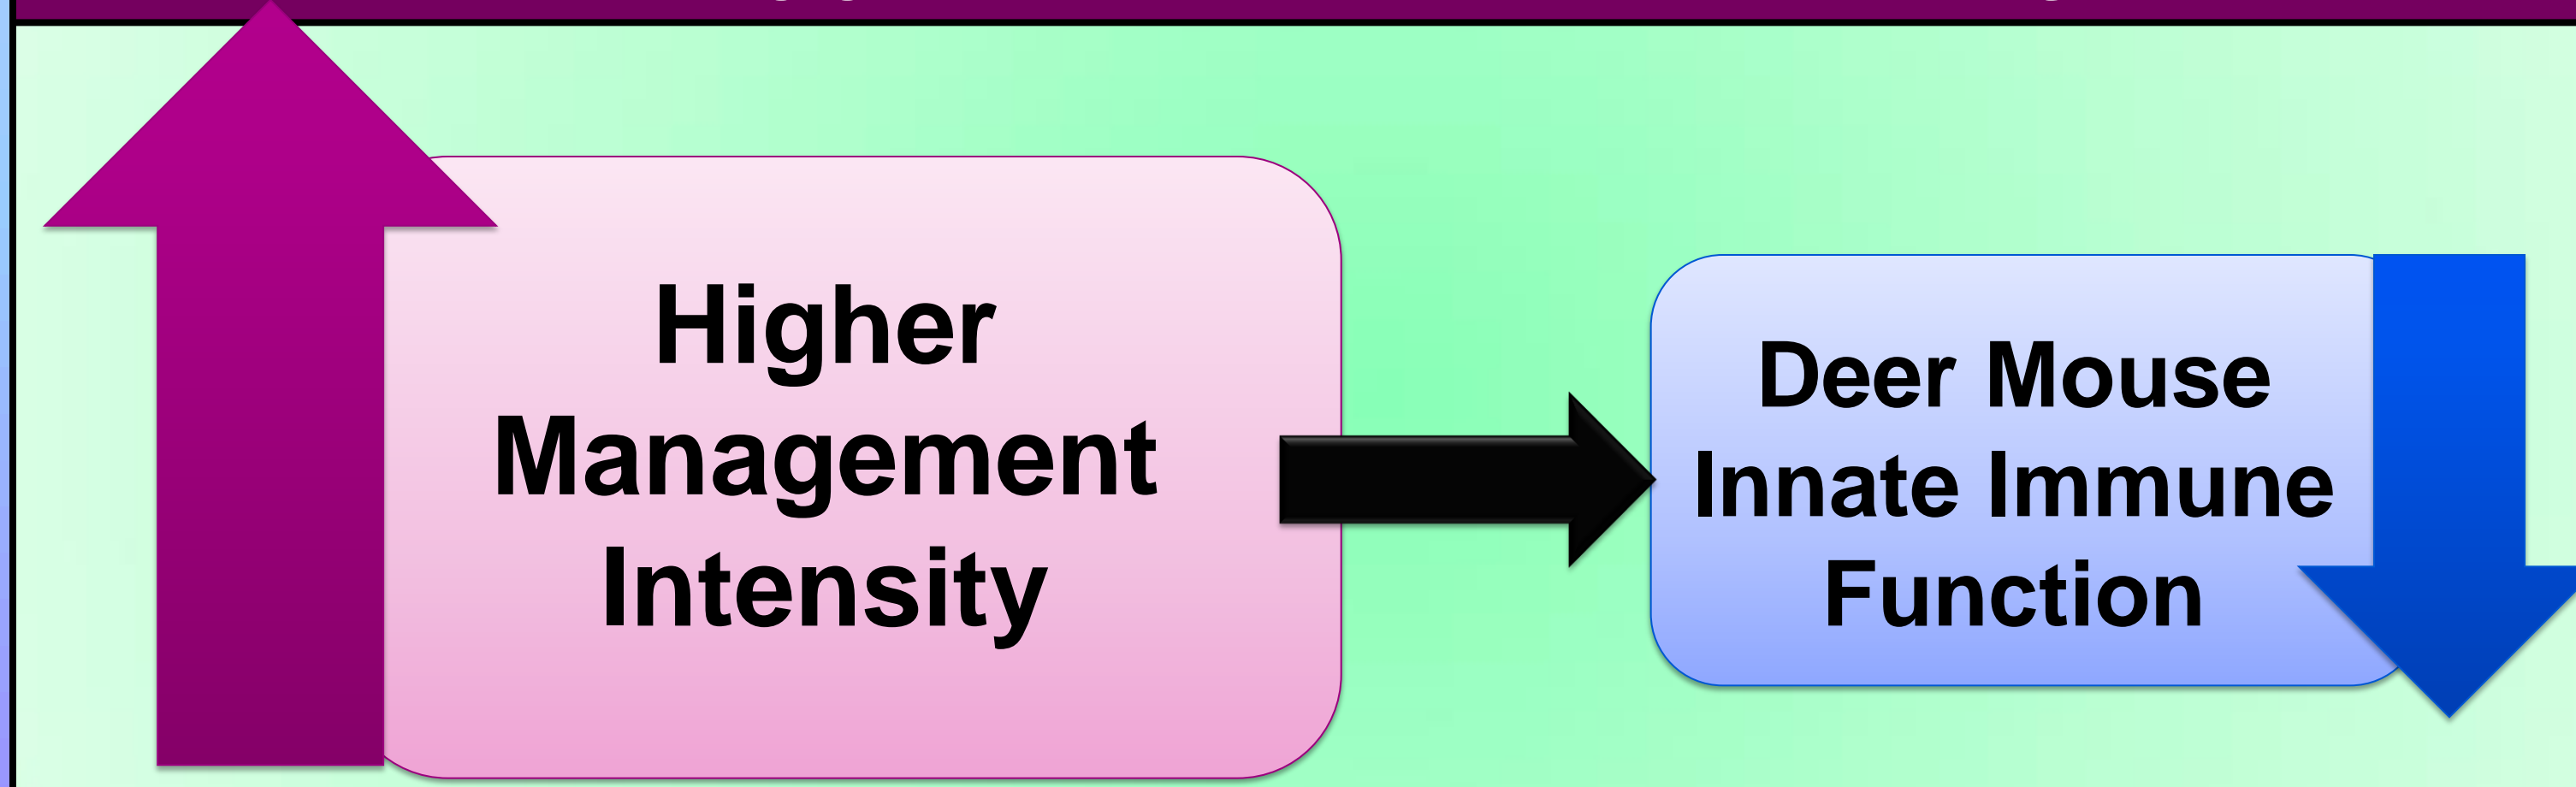 Higher
Management
Intensity
Deer Mouse
Innate Immune
Function